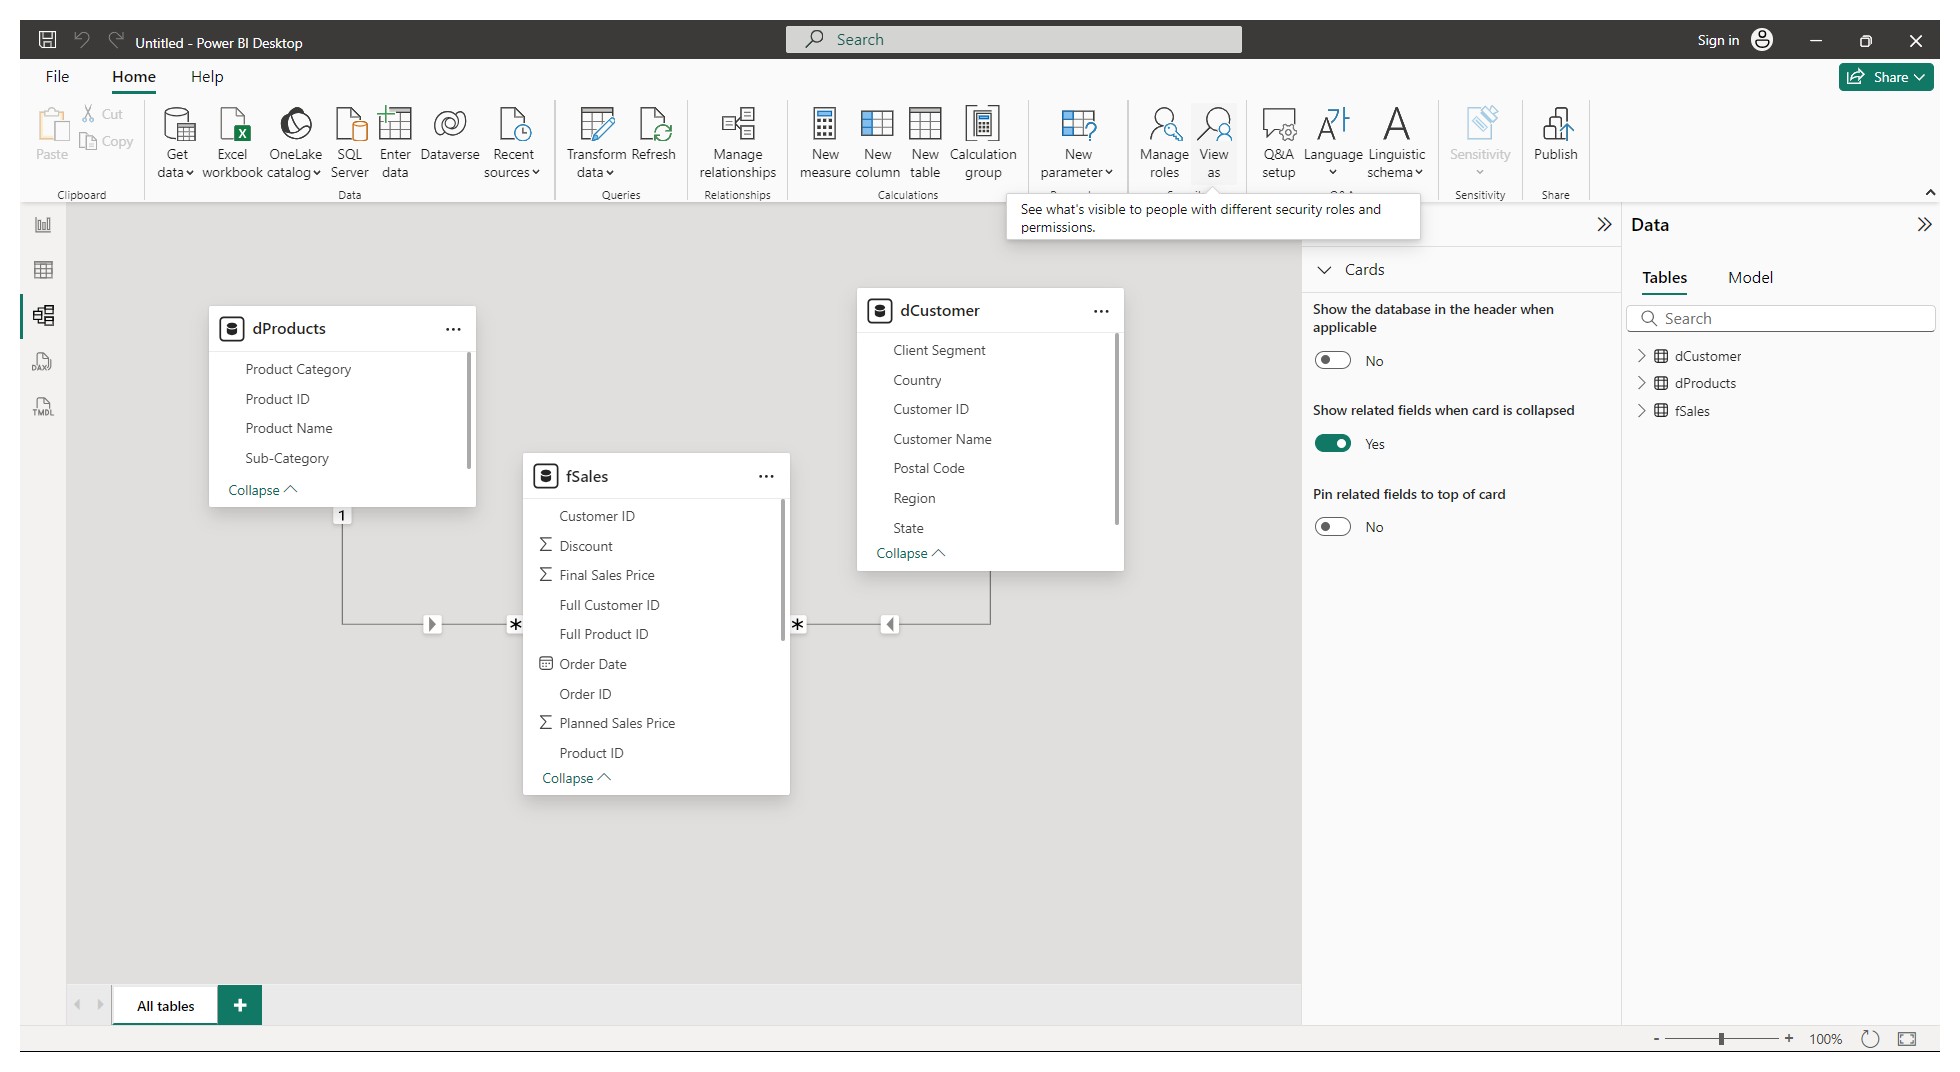 Untitled - Power BI Desktop
Search
Sign in
File
Home
Help
Share
Paste
Cut
Copy
Clipboard
Get data
Excel workbook
OneLake catalog
SQL Server
Enter data
Dataverse
Recent sources
Data
Transform data
Refresh
Queries
Manage relationships
Relationships
New measure
New column
New table
Calculation group
Calculations
New parameter
Manage roles
View as
Q&A setup
Language
Linguistic schema
Sensitivity
Sensitivity
Publish
Share
See what's visible to people with different security roles and
permissions.
DAX
TMDL
dProducts
Product Category
Product ID
Product Name
Sub-Category
Collapse
1
fSales
Customer ID
Discount
Final Sales Price
Full Customer ID
Full Product ID
Order Date
Order ID
Planned Sales Price
Product ID
Collapse
*
*
dCustomer
Client Segment
Country
Customer ID
Customer Name
Postal Code
Region
State
Collapse
Cards
Show the database in the header when
applicable
No
Show related fields when card is collapsed
Yes
Pin related fields to top of card
No
Data
Tables
Model
Search
dCustomer
dProducts
fSales
All tables
+
- + 100%